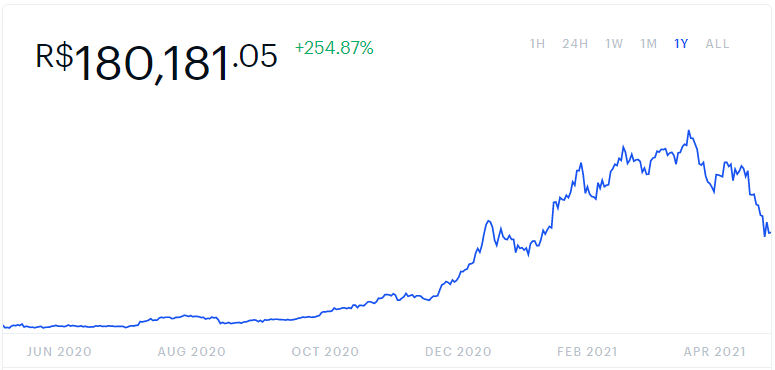 R$180,181.05 +254.87%
1H 24H 1W 1M 1Y ALL
JUN 2020 AUG 2020 OCT 2020 DEC 2020 FEB 2021 APR 2021